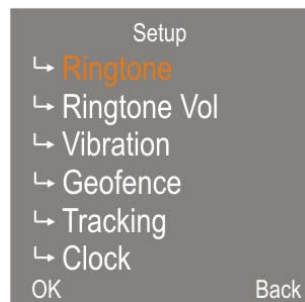 Setup
Ringtone
Ringtone Vol
Vibration
Geofence
Tracking
Clock
OK Back